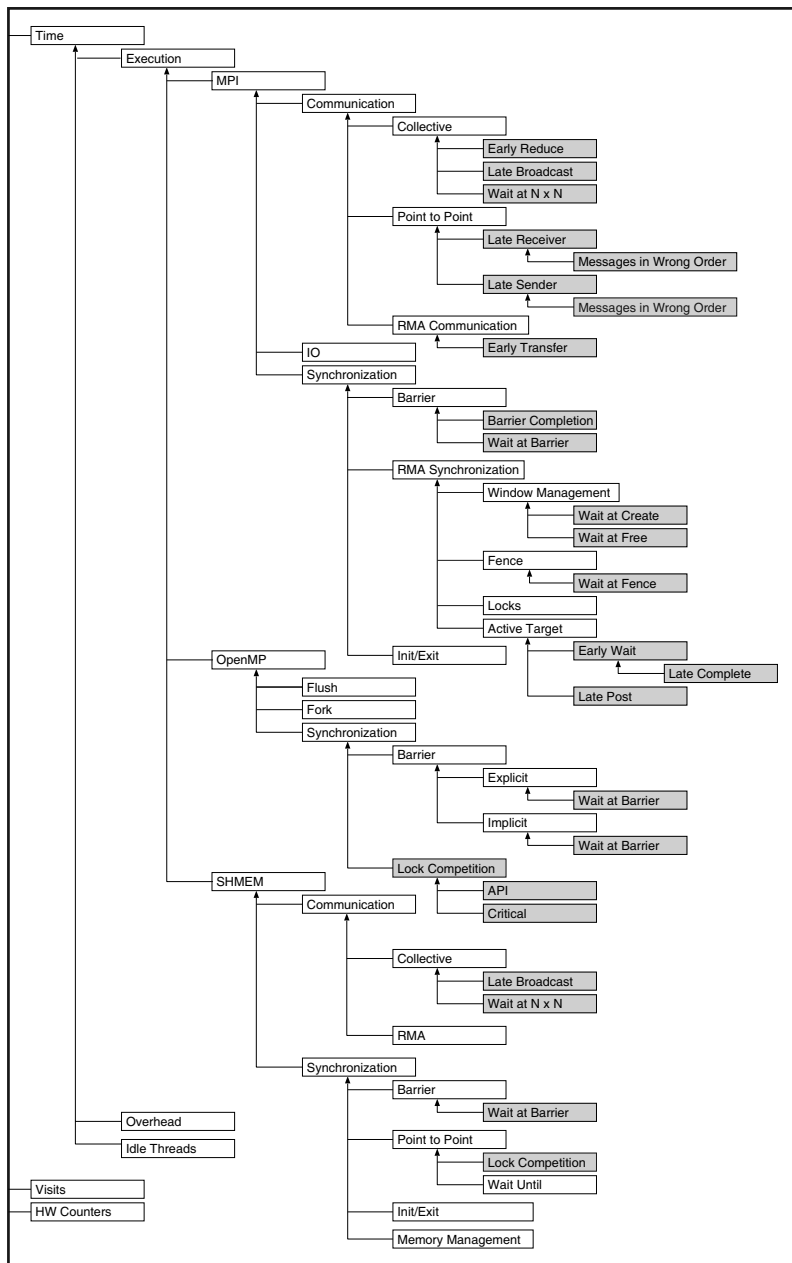 Time
Execution
MPI
Communication
Collective
Early Reduce
Late Broadcast
Wait at N x N
Point to Point
Late Receiver
Messages in Wrong Order
Late Sender
Messages in Wrong Order
RMA Communication
Early Transfer
IO
Synchronization
Barrier
Barrier Completion
Wait at Barrier
RMA Synchronization
Window Management
Wait at Create
Wait at Free
Fence
Wait at Fence
Locks
Active Target
Early Wait
Late Complete
Late Post
Init/Exit
OpenMP
Flush
Fork
Synchronization
Barrier
Explicit
Wait at Barrier
Implicit
Wait at Barrier
Lock Competition
API
Critical
SHMEM
Communication
Collective
Late Broadcast
Wait at N x N
RMA
Synchronization
Barrier
Wait at Barrier
Point to Point
Lock Competition
Wait Until
Init/Exit
Memory Management
Overhead
Idle Threads
Visits
HW Counters